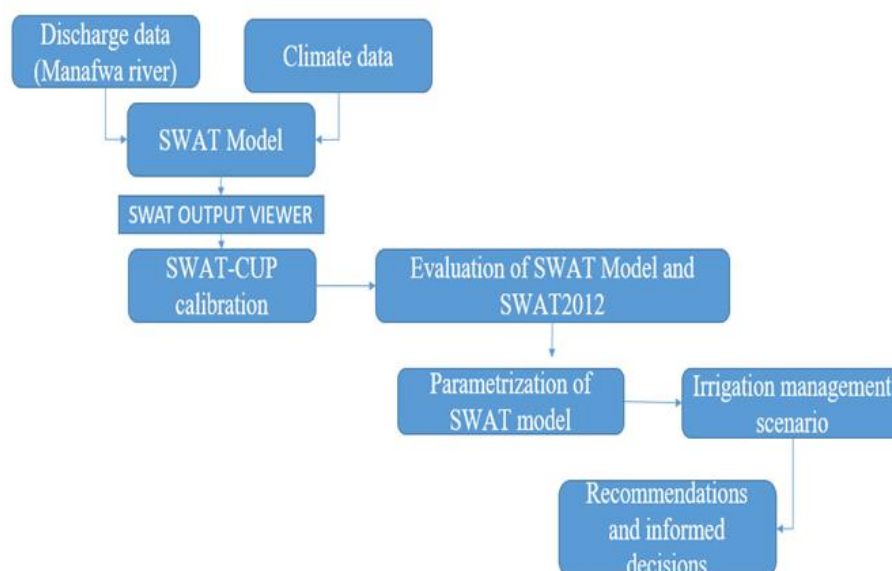 Discharge data
(Manafwa river)
Climate data
SWAT Model
SWAT OUTPUT VIEWER
SWAT-CUP
calibration
Evaluation of SWAT Model and
SWAT2012
Parametrization of
SWAT model
Irrigation management
scenario
Recommendations
and informed
decisions